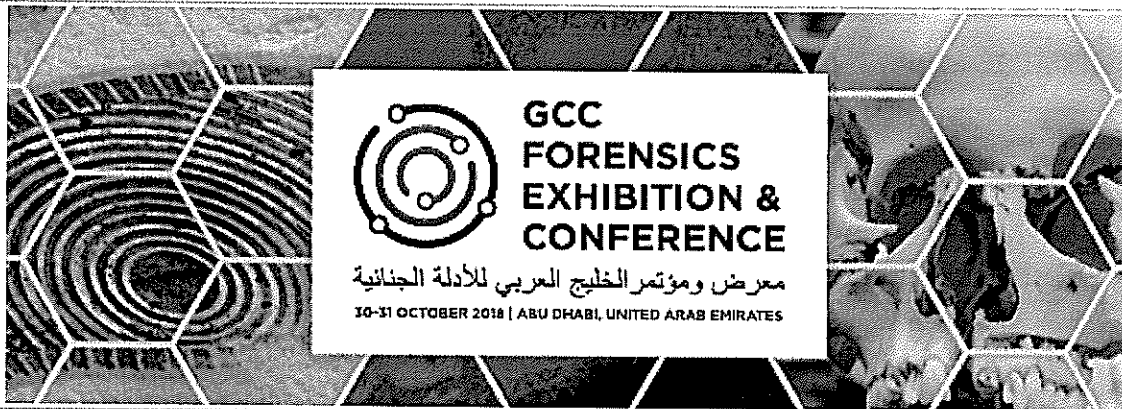 GCC
FORENSICS
EXHIBITION &
CONFERENCE
معرض ومؤتمر الخليج العربي للأدلة الجنائية
30-31 OCTOBER 2018 | ABU DHABI, UNITED ARAB EMIRATES